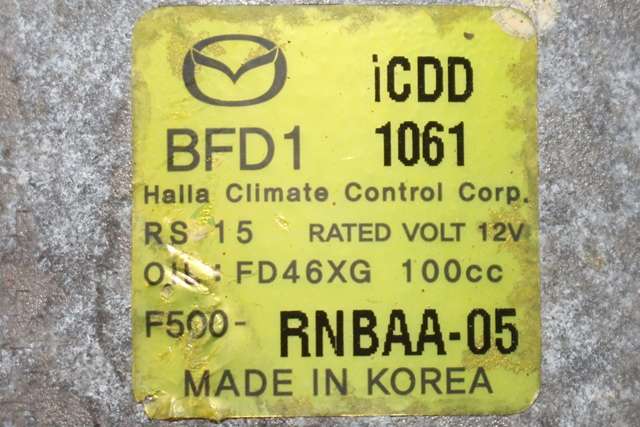 iCDD
BFD1 1061
Halla Climate Control Corp.
RS 15 RATED VOLT 12V
OIL : FD46XG 100cc
F500- RNBAA-05
MADE IN KOREA